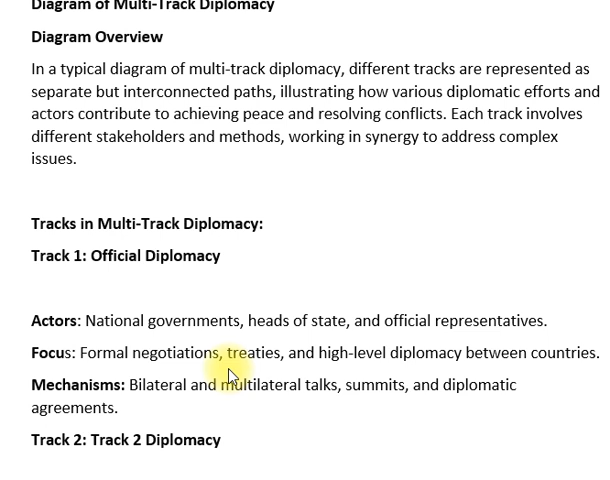 Diagram of Multi-Track Diplomacy
Diagram Overview
In a typical diagram of multi-track diplomacy, different tracks are represented as
separate but interconnected paths, illustrating how various diplomatic efforts and
actors contribute to achieving peace and resolving conflicts. Each track involves
different stakeholders and methods, working in synergy to address complex
issues.
Tracks in Multi-Track Diplomacy:
Track 1: Official Diplomacy
Actors: National governments, heads of state, and official representatives.
Focus: Formal negotiations, treaties, and high-level diplomacy between countries.
Mechanisms: Bilateral and multilateral talks, summits, and diplomatic
agreements.
Track 2: Track 2 Diplomacy